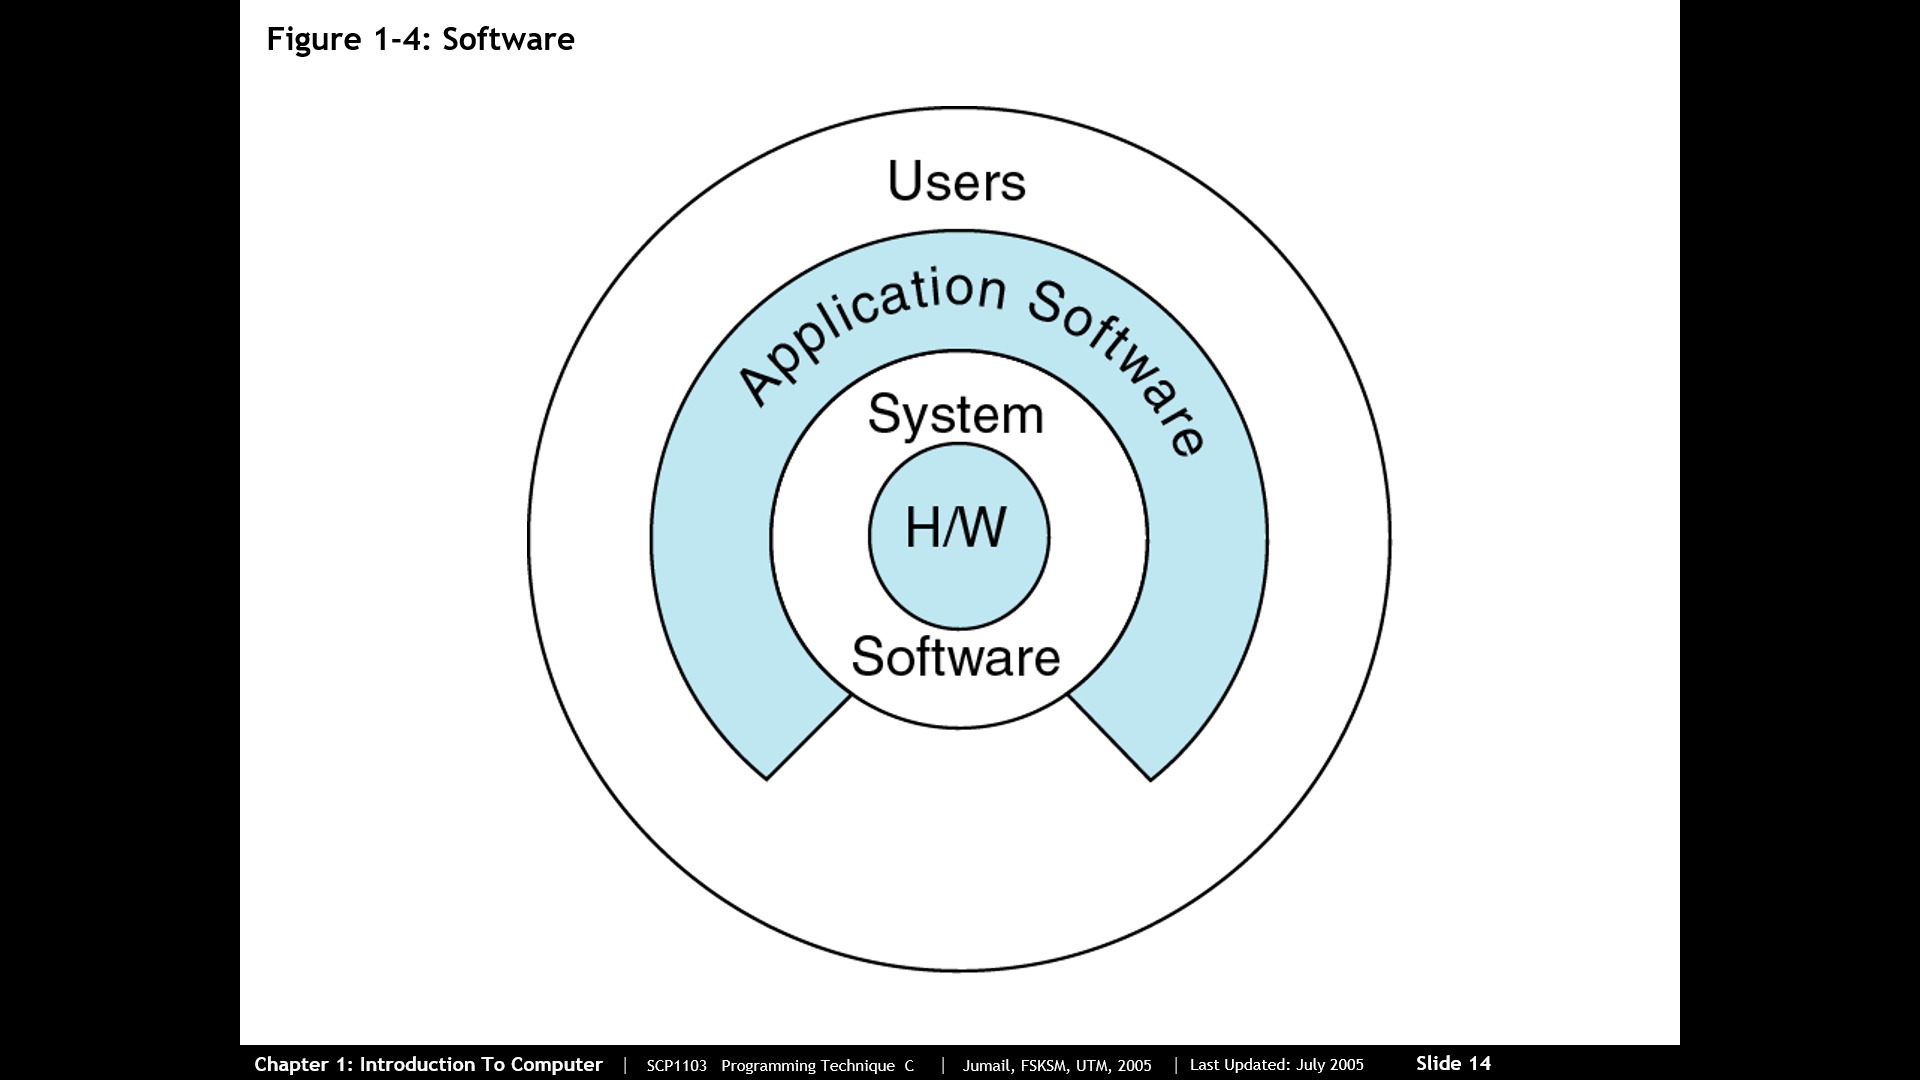 Figure 1-4: Software
Users
Application Software
System
H/W
Software
Chapter 1: Introduction To Computer | SCP1103 Programming Technique C | Jumail, FSKSM, UTM, 2005 | Last Updated: July 2005 Slide 14